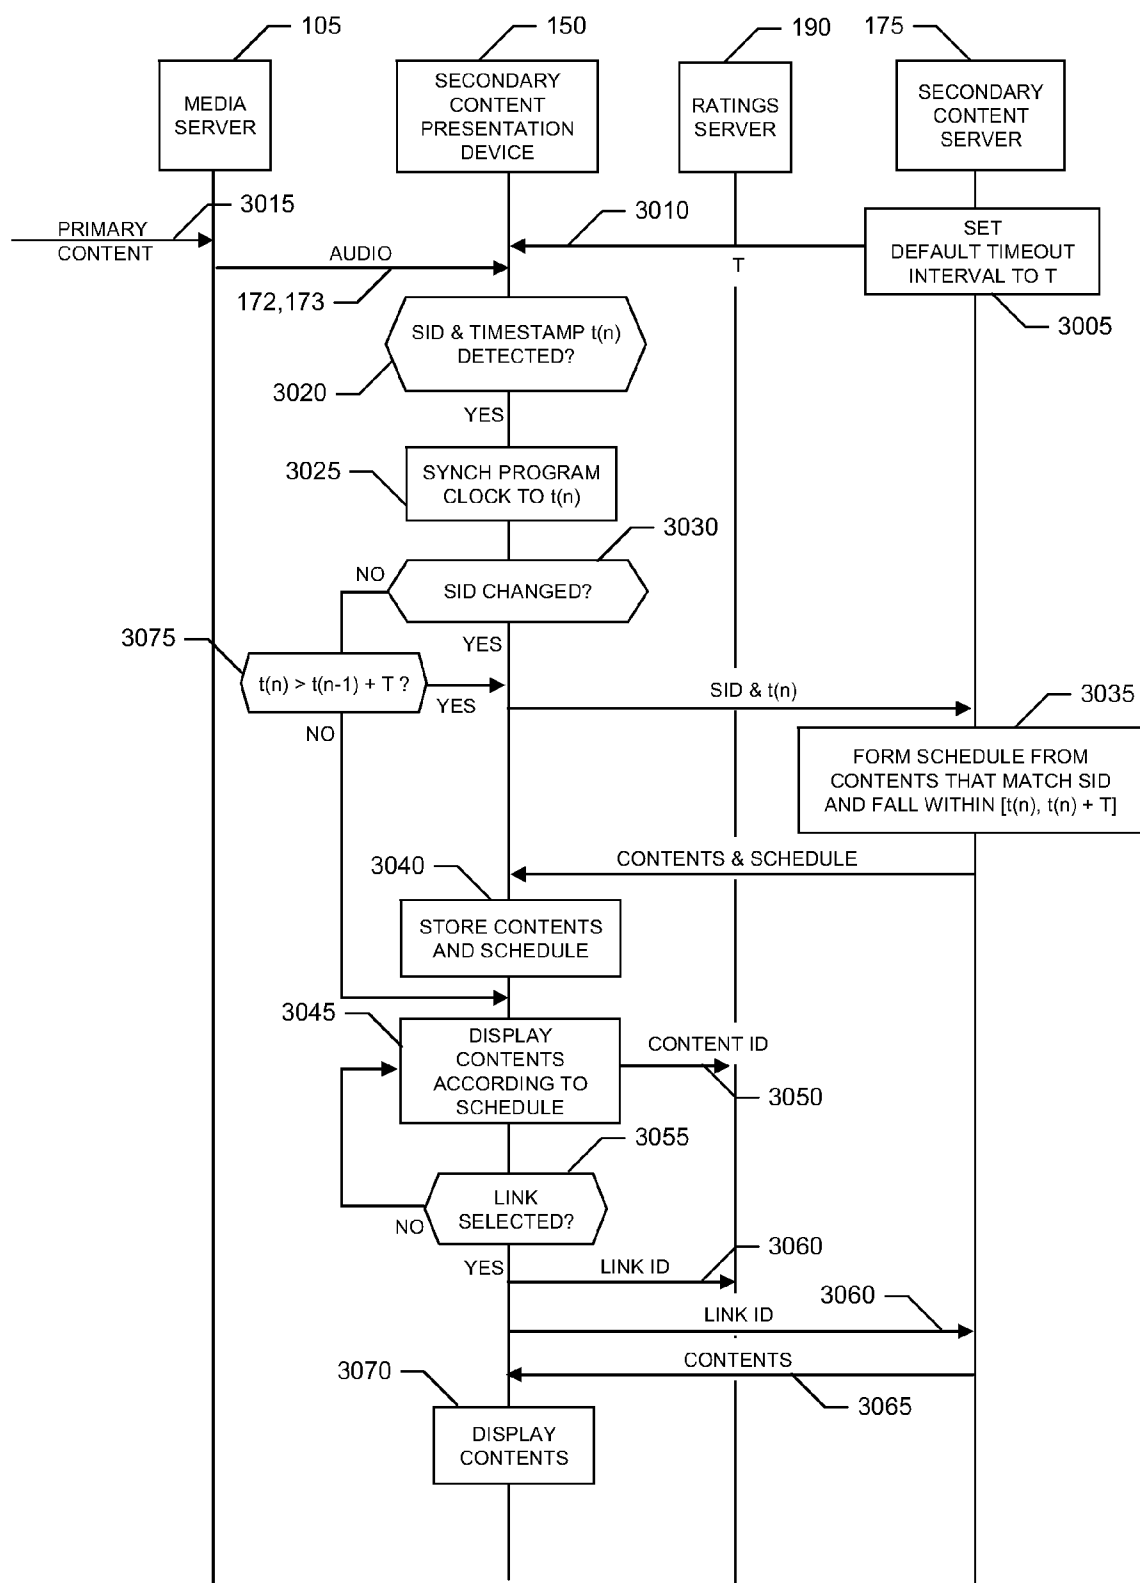 105
150
190
175
MEDIA
SERVER
SECONDARY
CONTENT
PRESENTATION
DEVICE
RATINGS
SERVER
SECONDARY
CONTENT
SERVER
3015
3010
PRIMARY
CONTENT
SET
DEFAULT TIMEOUT
INTERVAL TO T
AUDIO
T
172,173
3005
SID & TIMESTAMP t(n)
DETECTED?
3020
YES
3025
SYNCH PROGRAM
CLOCK TO t(n)
3030
NO
SID CHANGED?
3075
YES
t(n) > t(n-1) + T ?
YES
SID & t(n)
NO
3035
FORM SCHEDULE FROM
CONTENTS THAT MATCH SID
AND FALL WITHIN [t(n), t(n) + T]
CONTENTS & SCHEDULE
3040
STORE CONTENTS
AND SCHEDULE
3045
DISPLAY
CONTENTS
ACCORDING TO
SCHEDULE
CONTENT ID
3050
3055
LINK
SELECTED?
NO
YES
LINK ID
3060
3060
LINK ID
CONTENTS
3070
3065
DISPLAY
CONTENTS